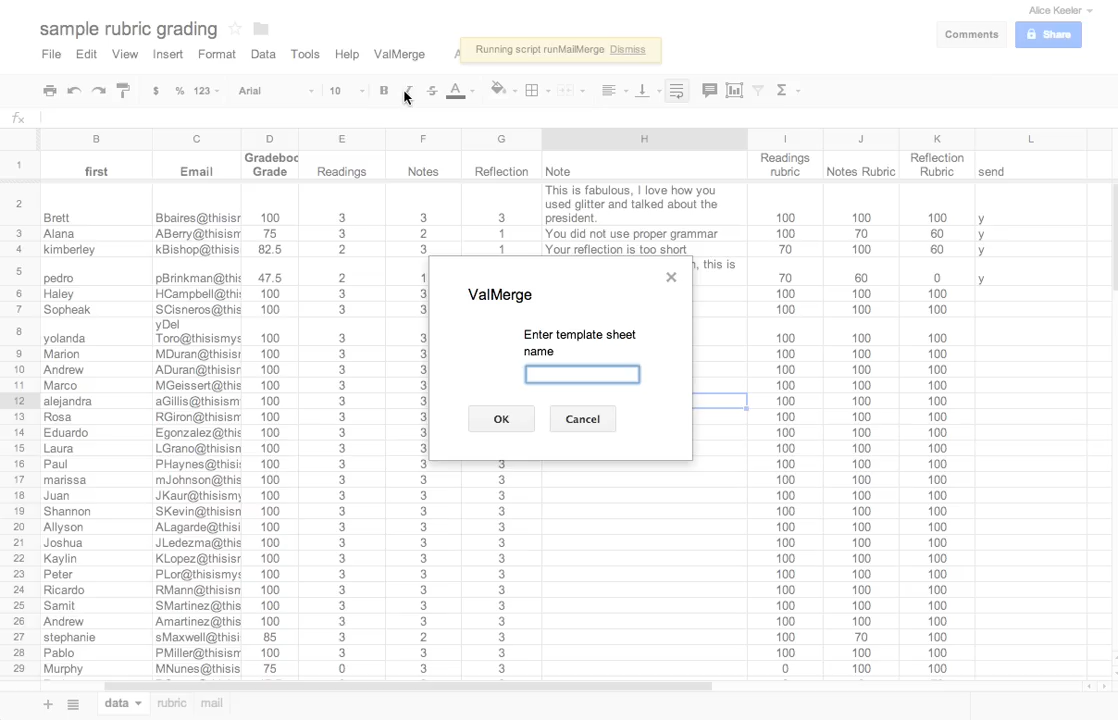 Alice Keeler
sample rubric grading
Comments
Share
File Edit View Insert Format Data Tools Help ValMerge
Running script runMailMerge Dismiss
$ % 123 Arial 10 B I S A Σ
fx
B C D E F G H I J K L
1 first Email Gradeboo Grade Readings Notes Reflection Note Readings rubric Notes Rubric Reflection Rubric send
2 Brett Bbaires@thisisr 100 3 3 3 This is fabulous, I love how you used glitter and talked about the president. 100 100 100 y
3 Alana ABerry@thisism 75 3 2 1 You did not use proper grammar 100 70 60 y
4 kimberley kBishop@thisis 82.5 2 3 1 Your reflection is too short 70 100 60 y
5 pedro pBrinkman@thi 47.5 2 1 this is 70 60 0 y
6 Haley HCampbell@thi 100 3 3 100 100 100
7 Sopheak SCisneros@this 100 3 3 100 100 100
8 yolanda yDel Toro@thisismys 100 3 3 100 100 100
9 Marion MDuran@thisisr 100 3 3 100 100 100
10 Andrew ADuran@thisisn 100 3 3 100 100 100
11 Marco MGeissert@thisi 100 3 3 100 100 100
12 alejandra aGillis@thisism 100 3 3 100 100 100
13 Rosa RGiron@thisism 100 3 3 100 100 100
14 Eduardo Egonzalez@this 100 3 3 100 100 100
15 Laura LGrano@thisisn 100 3 3 100 100 100
16 Paul PHaynes@thisis 100 3 3 3 100 100 100
17 marissa mJohnson@thisi 100 3 3 3 100 100 100
18 Juan JKaur@thisismy 100 3 3 3 100 100 100
19 Shannon SKevin@thisisn 100 3 3 3 100 100 100
20 Allyson ALagarde@thisi 100 3 3 3 100 100 100
21 Joshua JLedezma@thisi 100 3 3 3 100 100 100
22 Kaylin KLopez@thisisr 100 3 3 3 100 100 100
23 Peter PLor@thisismys 100 3 3 3 100 100 100
24 Ricardo RMann@thisisr 100 3 3 3 100 100 100
25 Samit SMartinez@this 100 3 3 3 100 100 100
26 Andrew Amartinez@this 100 3 3 3 100 100 100
27 stephanie sMaxwell@thisi 85 3 2 3 100 70 100
28 Pablo PMiller@thisism 100 3 3 3 100 100 100
29 Murphy MNunes@thisis 75 0 3 3 0 100 100
ValMerge
Enter template sheet
name
OK Cancel
data rubric mail